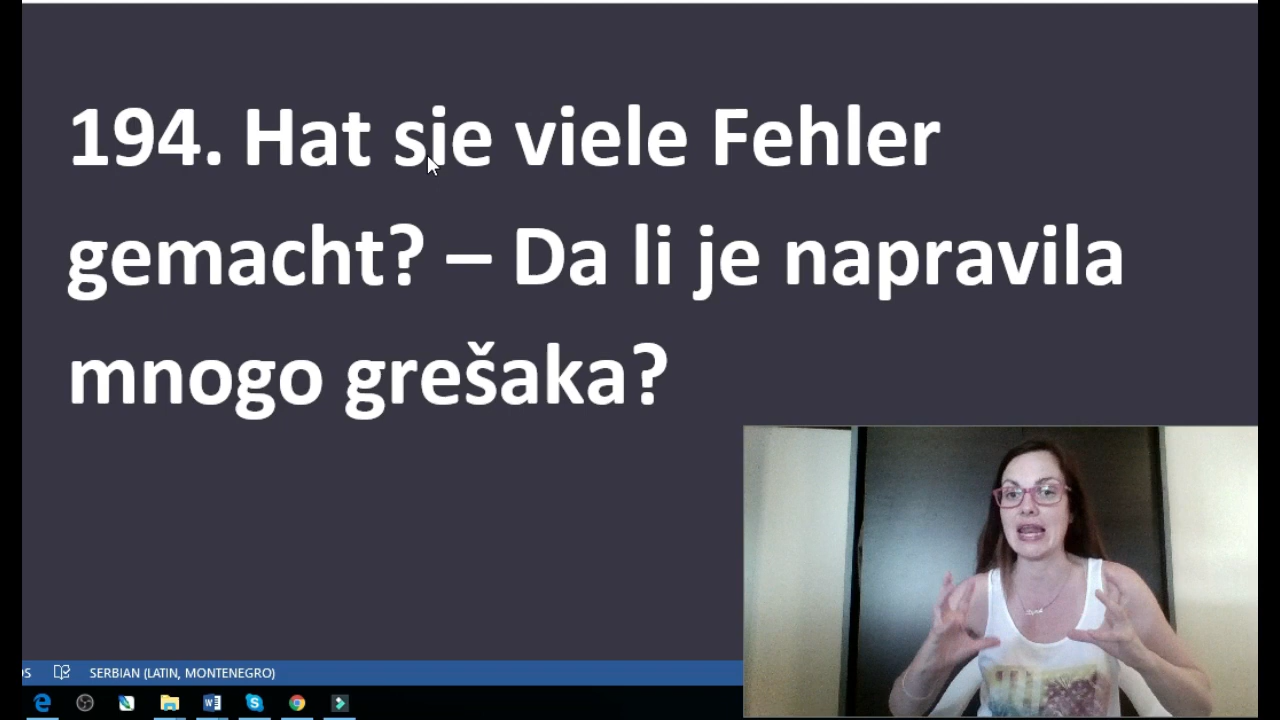 194. Hat sie viele Fehler
gemacht? – Da li je napravila
mnogo grešaka?
SERBIAN (LATIN, MONTENEGRO)